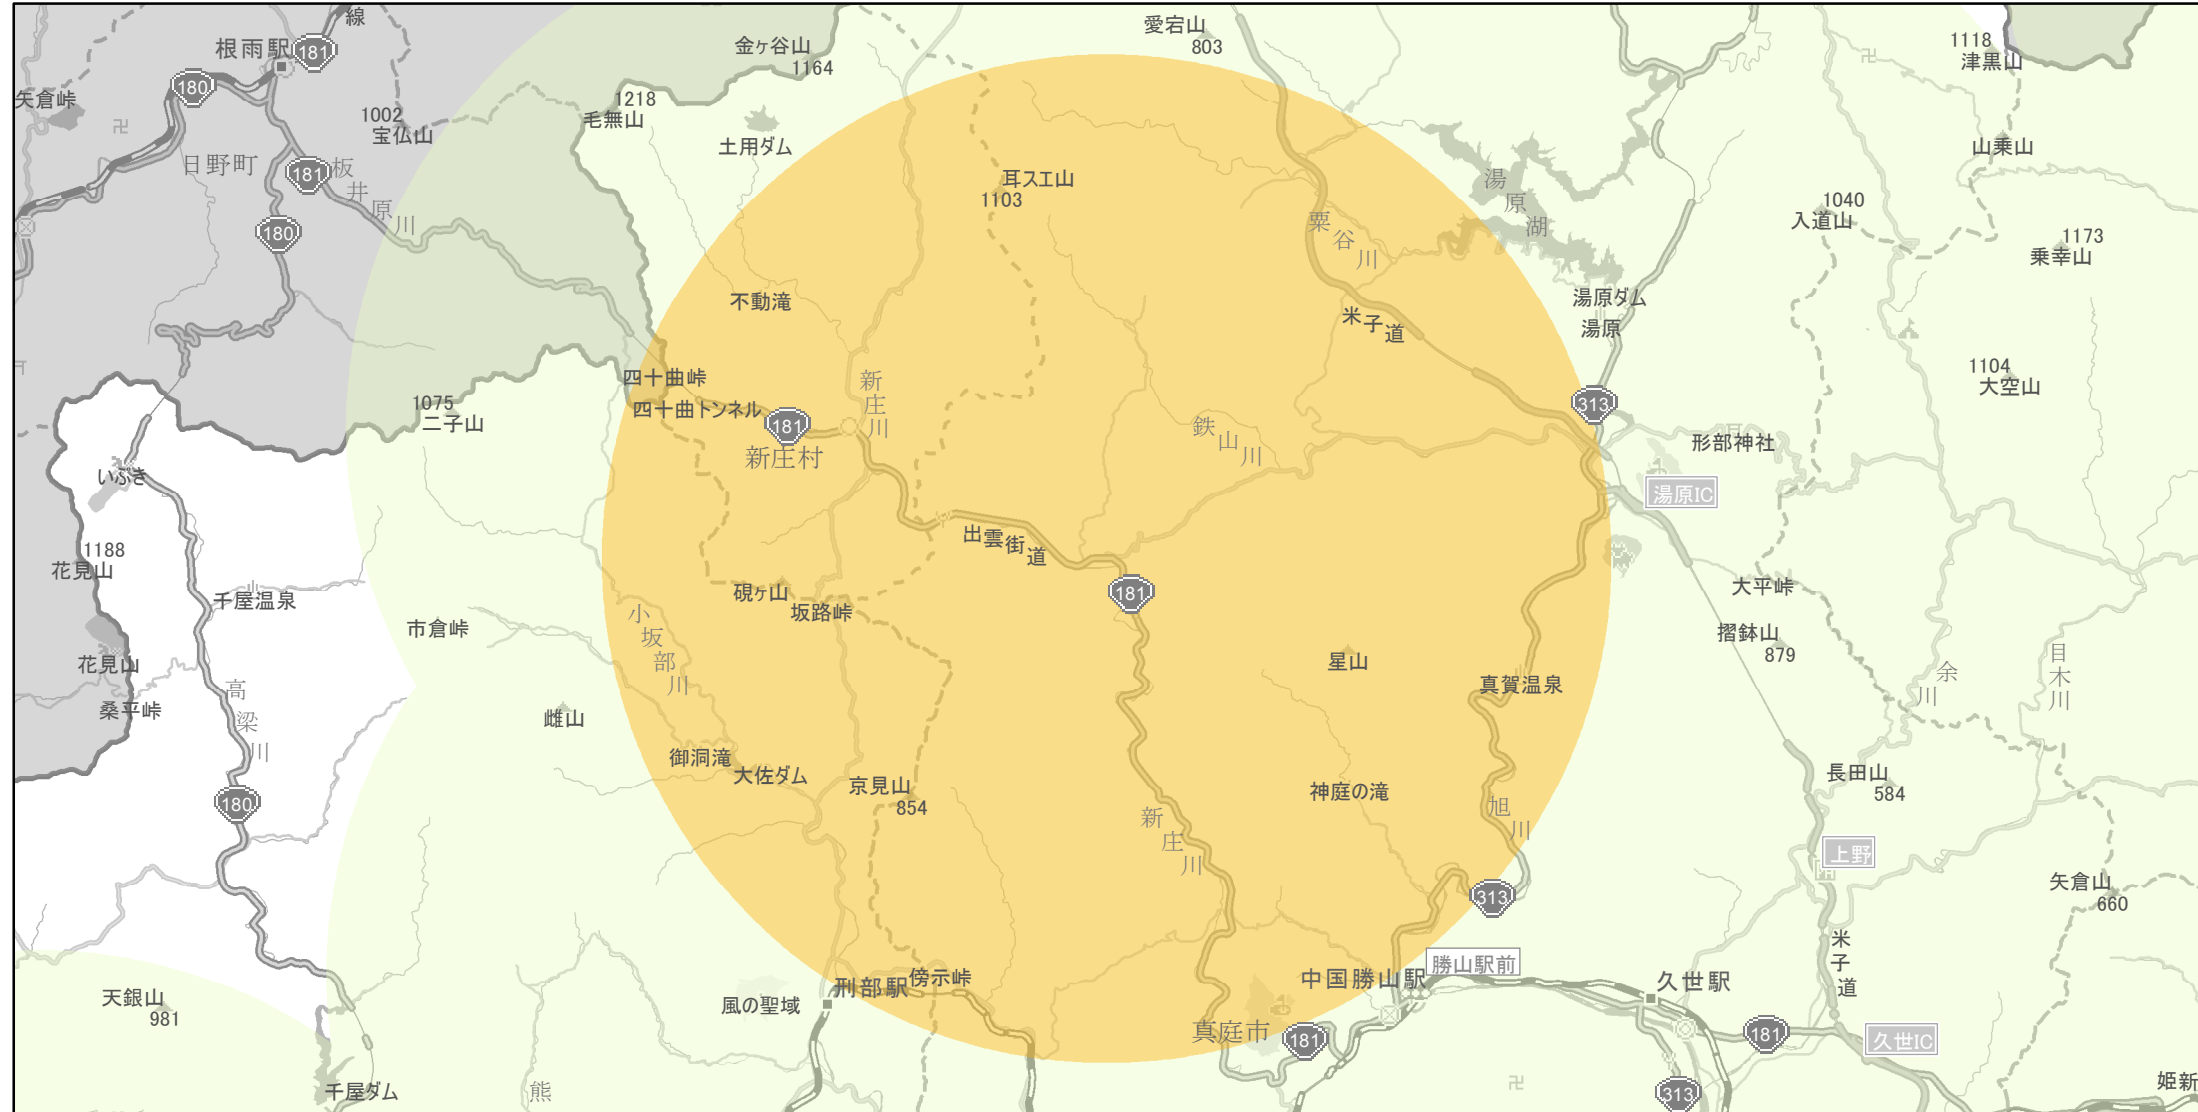 線
根雨駅
181
180
矢倉峠
1002
宝仏山
日野町
181
板井原川
180
金ヶ谷山
1164
1218
毛無山
土用ダム
愛宕山
803
耳スエ山
1103
湯原湖
粟谷川
1118
津黒山
山乗山
1040
入道山
1173
乗幸山
不動滝
米子道
湯原ダム
湯原
1104
大空山
四十曲峠
四十曲トンネル
181
新庄村
新庄川
1075
二子山
鉄山川
313
形部神社
湯原IC
いぶき
1188
花見山
千屋温泉
出雲街道
181
硯ヶ山
坂路峠
市倉峠
小坂部川
大平峠
摺鉢山
879
目木川
余川
花見山
桑平峠
高梁川
星山
真賀温泉
雌山
御洞滝
大佐ダム
京見山
854
神庭の滝
旭川
長田山
584
180
新庄川
上野
矢倉山
660
313
米子道
天銀山
981
風の聖域
刑部駅
傍示峠
中国勝山駅
勝山駅前
久世駅
真庭市
181
181
久世IC
千屋ダム
熊
313
姫新